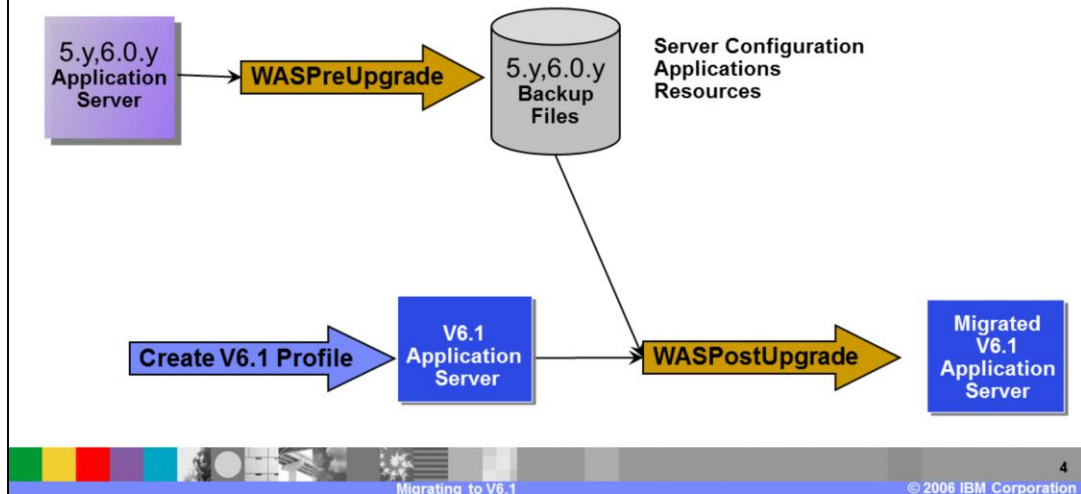 5.y,6.0.y
Application
Server
WASPreUpgrade
5.y,6.0.y
Backup
Files
Server Configuration
Applications
Resources
Create V6.1 Profile
V6.1
Application
Server
WASPostUpgrade
Migrated
V6.1
Application
Server
4
Migrating to V6.1
© 2006 IBM Corporation